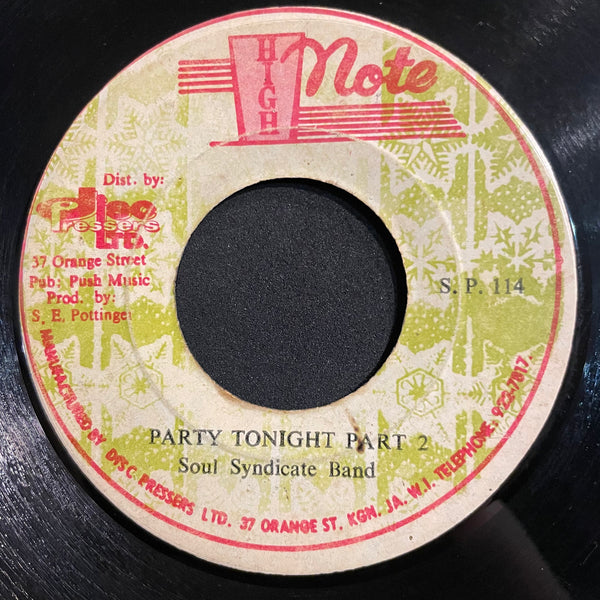 HIGH Note
Dist. by:
Disc
Pressers
LTD.
37 Orange Street
Pub: Push Music
Prod. by:
S. E. Pottinger
S. P. 114
PARTY TONIGHT PART 2
Soul Syndicate Band
MANUFACTURED BY DISC PRESSERS LTD. 37 ORANGE ST. KGN. JA. W.I. TELEPHONE: 922-7817.